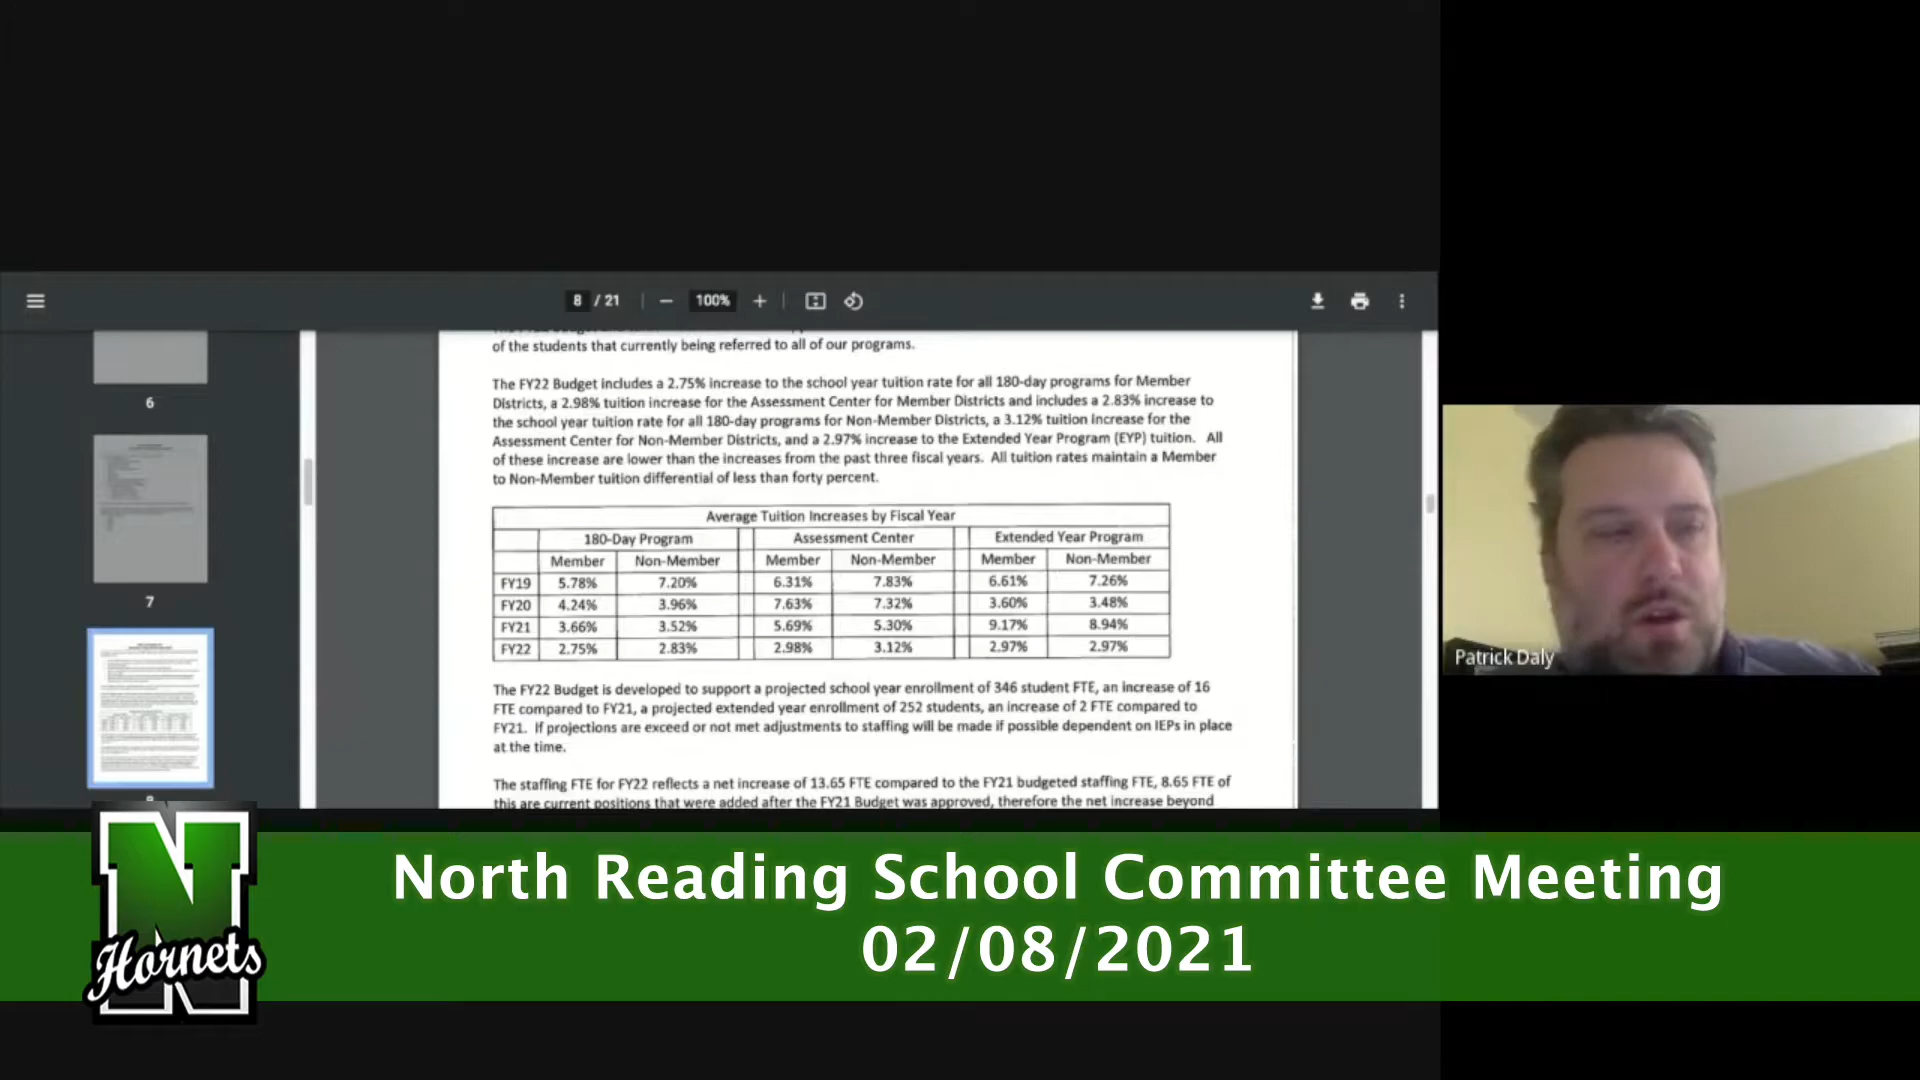 8 / 21 100%
6
7
of the students that currently being referred to all of our programs.
The FY22 Budget includes a 2.75% increase to the school year tuition rate for all 180-day programs for Member
Districts, a 2.98% tuition increase for the Assessment Center for Member Districts and includes a 2.83% increase to
the school year tuition rate for all 180-day programs for Non-Member Districts, a 3.12% tuition increase for the
Assessment Center for Non-Member Districts, and a 2.97% increase to the Extended Year Program (EYP) tuition. All
of these increase are lower than the increases from the past three fiscal years. All tuition rates maintain a Member
to Non-Member tuition differential of less than forty percent.
Average Tuition Increases by Fiscal Year
180-Day Program Assessment Center Extended Year Program
Member Non-Member Member Non-Member Member Non-Member
FY19 5.78% 7.20% 6.31% 7.83% 6.61% 7.26%
FY20 4.24% 3.96% 7.63% 7.32% 3.60% 3.48%
FY21 3.66% 3.52% 5.69% 5.30% 9.17% 8.94%
FY22 2.75% 2.83% 2.98% 3.12% 2.97% 2.97%
The FY22 Budget is developed to support a projected school year enrollment of 346 student FTE, an increase of 16
FTE compared to FY21, a projected extended year enrollment of 252 students, an increase of 2 FTE compared to
FY21. If projections are exceed or not met adjustments to staffing will be made if possible dependent on IEPs in place
at the time.
The staffing FTE for FY22 reflects a net increase of 13.65 FTE compared to the FY21 budgeted staffing FTE, 8.65 FTE of
this are current positions that were added after the FY21 Budget was approved, therefore the net increase beyond
Patrick Daly
N
Hornets
North Reading School Committee Meeting
02/08/2021